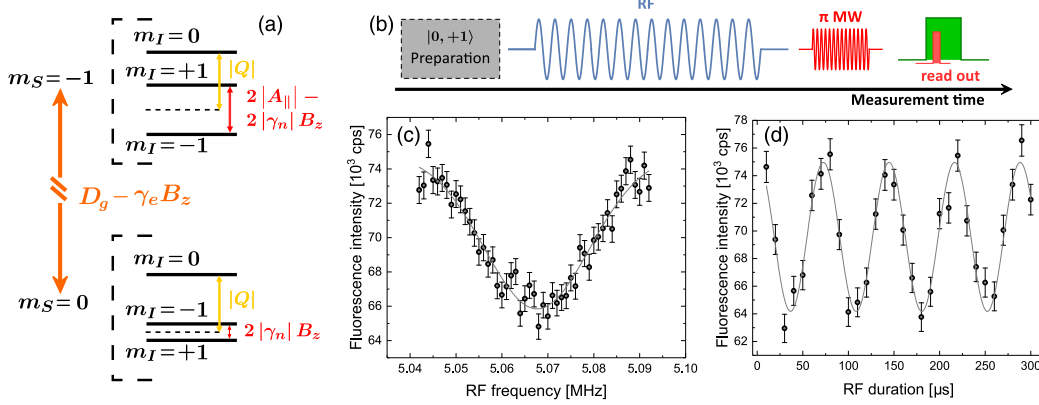 (a)
m_I=0
m_I=+1
|Q|
m_S=−1
2 |A_∥| −
2 |γ_n| B_z
m_I=−1
D_g − γ_e B_z
m_I=0
m_S=0
|Q|
m_I=−1
2 |γ_n| B_z
m_I=+1
(b)
RF
π MW
|0, +1⟩
Preparation
read out
Measurement time
(c)
Fluorescence intensity [10³ cps]
76
74
72
70
68
66
64
5.04
5.05
5.06
5.07
5.08
5.09
5.10
RF frequency [MHz]
(d)
Fluorescence intensity [10³ cps]
78
76
74
72
70
68
66
64
62
0
50
100
150
200
250
300
RF duration [µs]